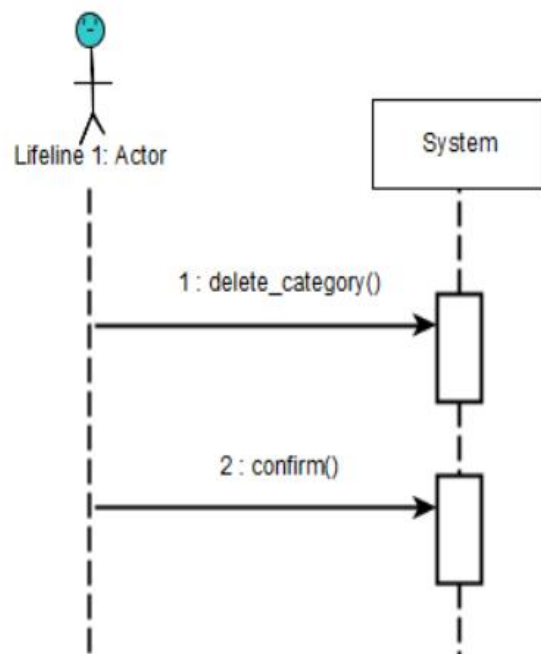 Lifeline 1: Actor
System
1 : delete_category()
2 : confirm()